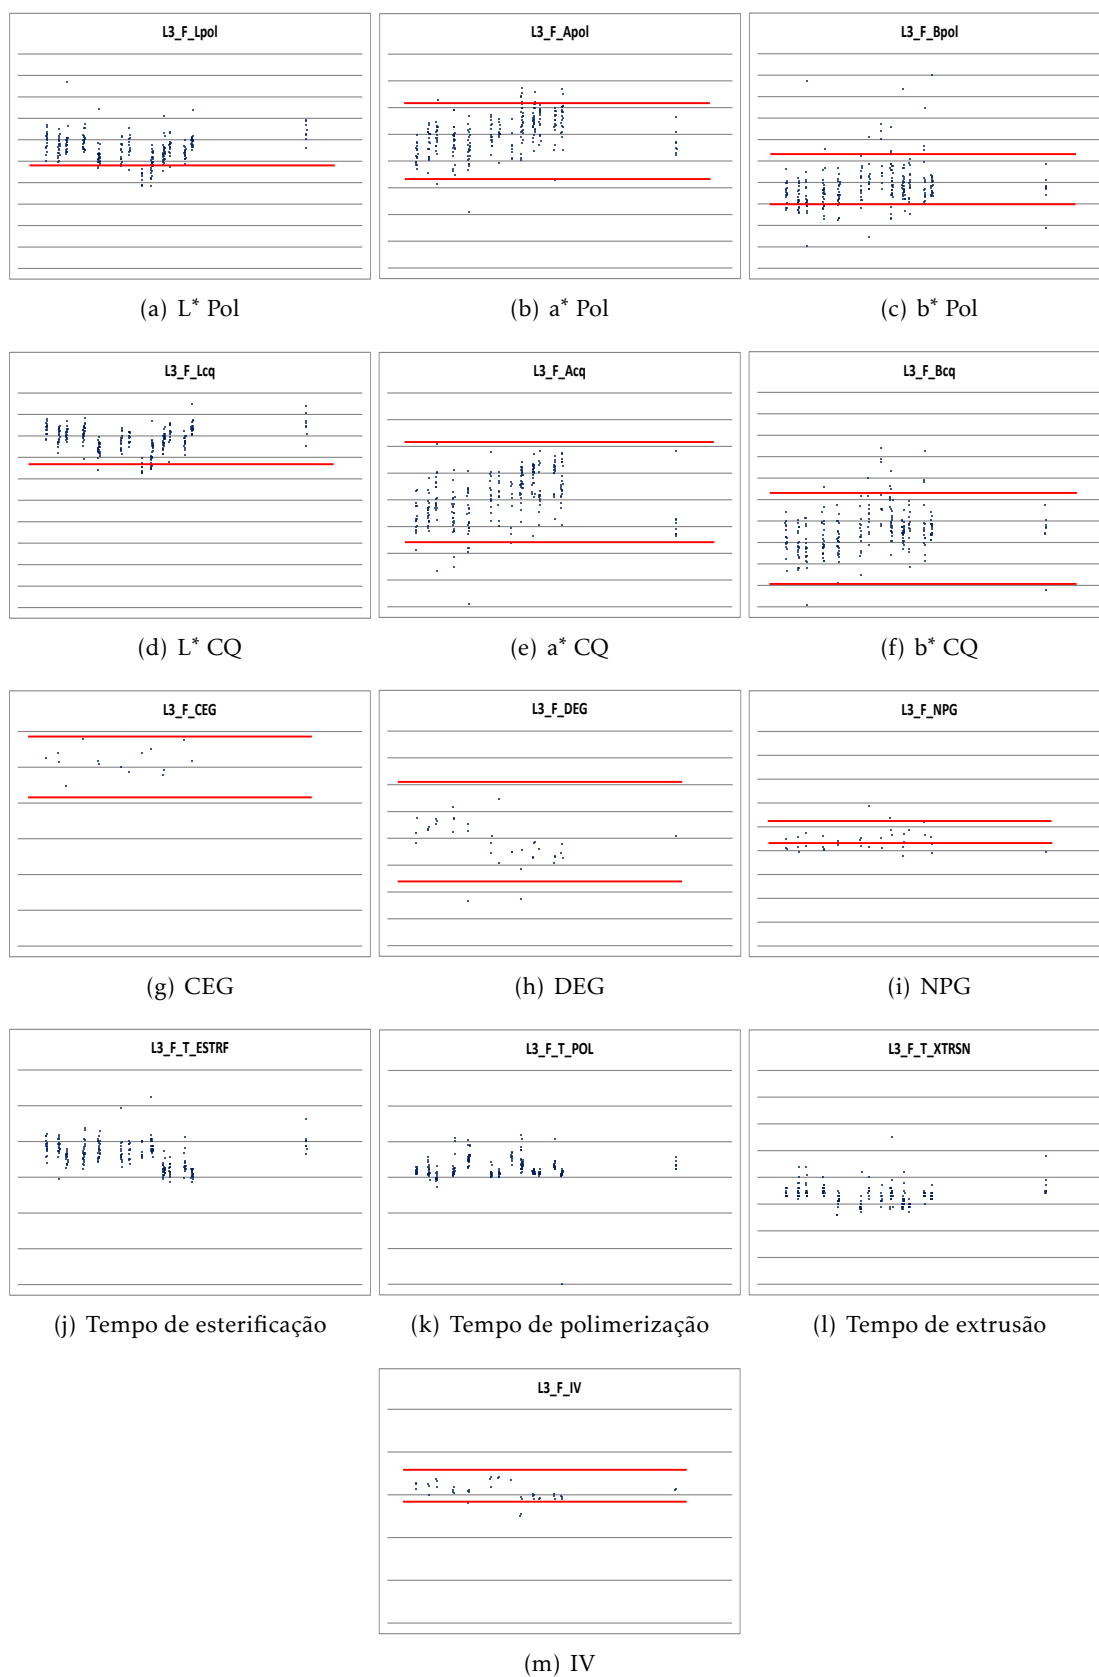 L3_F_Lpol
L3_F_Apol
L3_F_Bpol
(a) L* Pol
(b) a* Pol
(c) b* Pol
L3_F_Lcq
L3_F_Acq
L3_F_Bcq
(d) L* CQ
(e) a* CQ
(f) b* CQ
L3_F_CEG
L3_F_DEG
L3_F_NPG
(g) CEG
(h) DEG
(i) NPG
L3_F_T_ESTRF
L3_F_T_POL
L3_F_T_XTRSN
(j) Tempo de esterificação
(k) Tempo de polimerização
(l) Tempo de extrusão
L3_F_IV
(m) IV